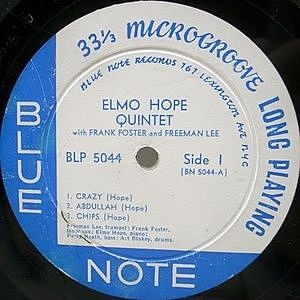 33⅓ MICROGROOVE LONG PLAYING
BLUE NOTE RECORDS 767 LEXINGTON AVE N.Y.C
BLUE
NOTE
ELMO HOPE
QUINTET
with FRANK FOSTER and FREEMAN LEE
BLP 5044 Side 1
(BN 5044-A)
1. CRAZY (Hope)
2. ABDULLAH (Hope)
3. CHIPS (Hope)
Freeman Lee, trumpet; Frank Foster,
tenor sax; Elmo Hope, piano;
Percy Heath, bass; Art Blakey, drums.